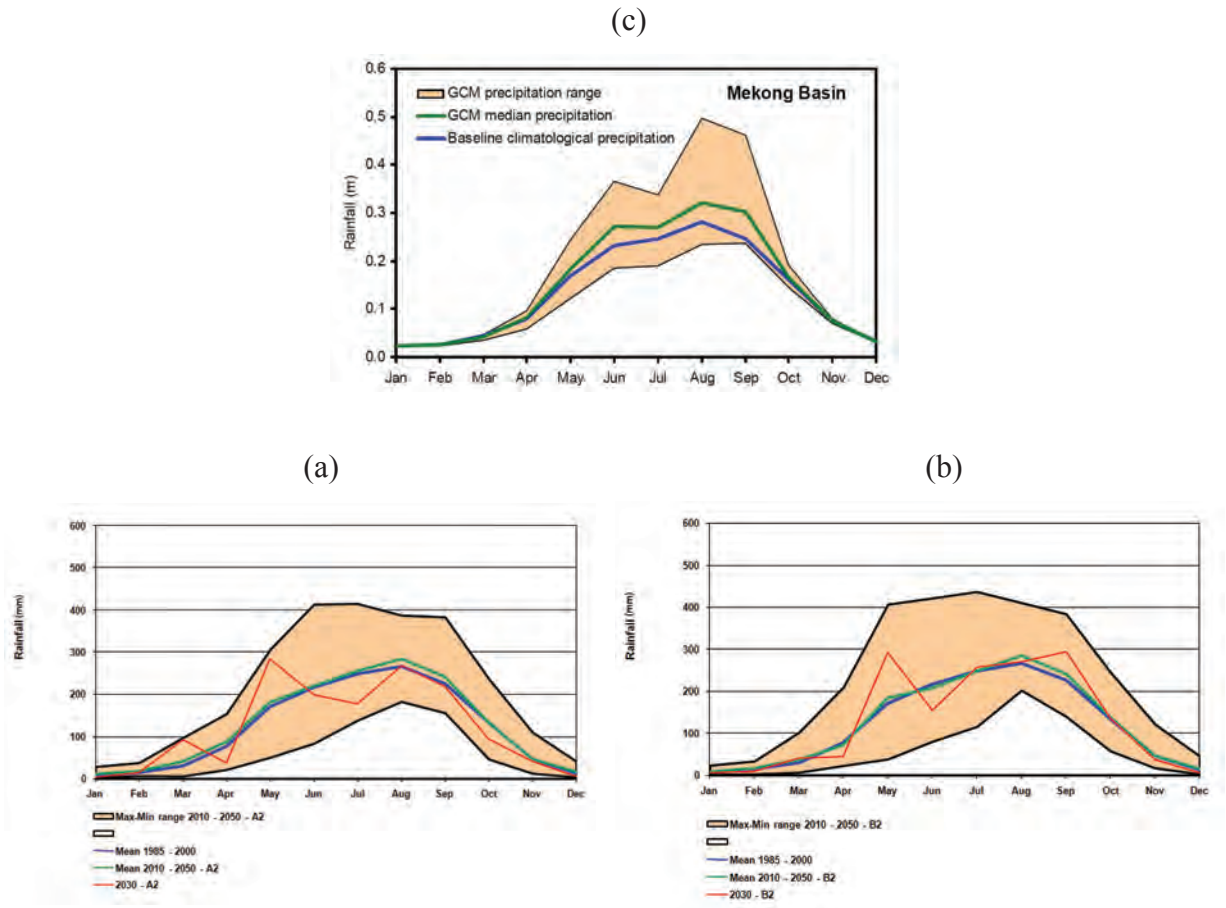 (c)
Mekong Basin
GCM precipitation range
GCM median precipitation
Baseline climatological precipitation
Rainfall (m)
0.6
0.5
0.4
0.3
0.2
0.1
0.0
Jan Feb Mar Apr May Jun Jul Aug Sep Oct Nov Dec
(a)
Rainfall (mm)
600
500
400
300
200
100
0
Jan Feb Mar Apr May Jun Jul Aug Sep Oct Nov Dec
Max-Min range 2010 - 2050 - A2
Mean 1985 - 2000
Mean 2010 - 2050 - A2
2030 - A2
(b)
Rainfall (mm)
600
500
400
300
200
100
0
Jan Feb Mar Apr May Jun Jul Aug Sep Oct Nov Dec
Max-Min range 2010 - 2050 - B2
Mean 1985 - 2000
Mean 2010 - 2050 - B2
2030 - B2